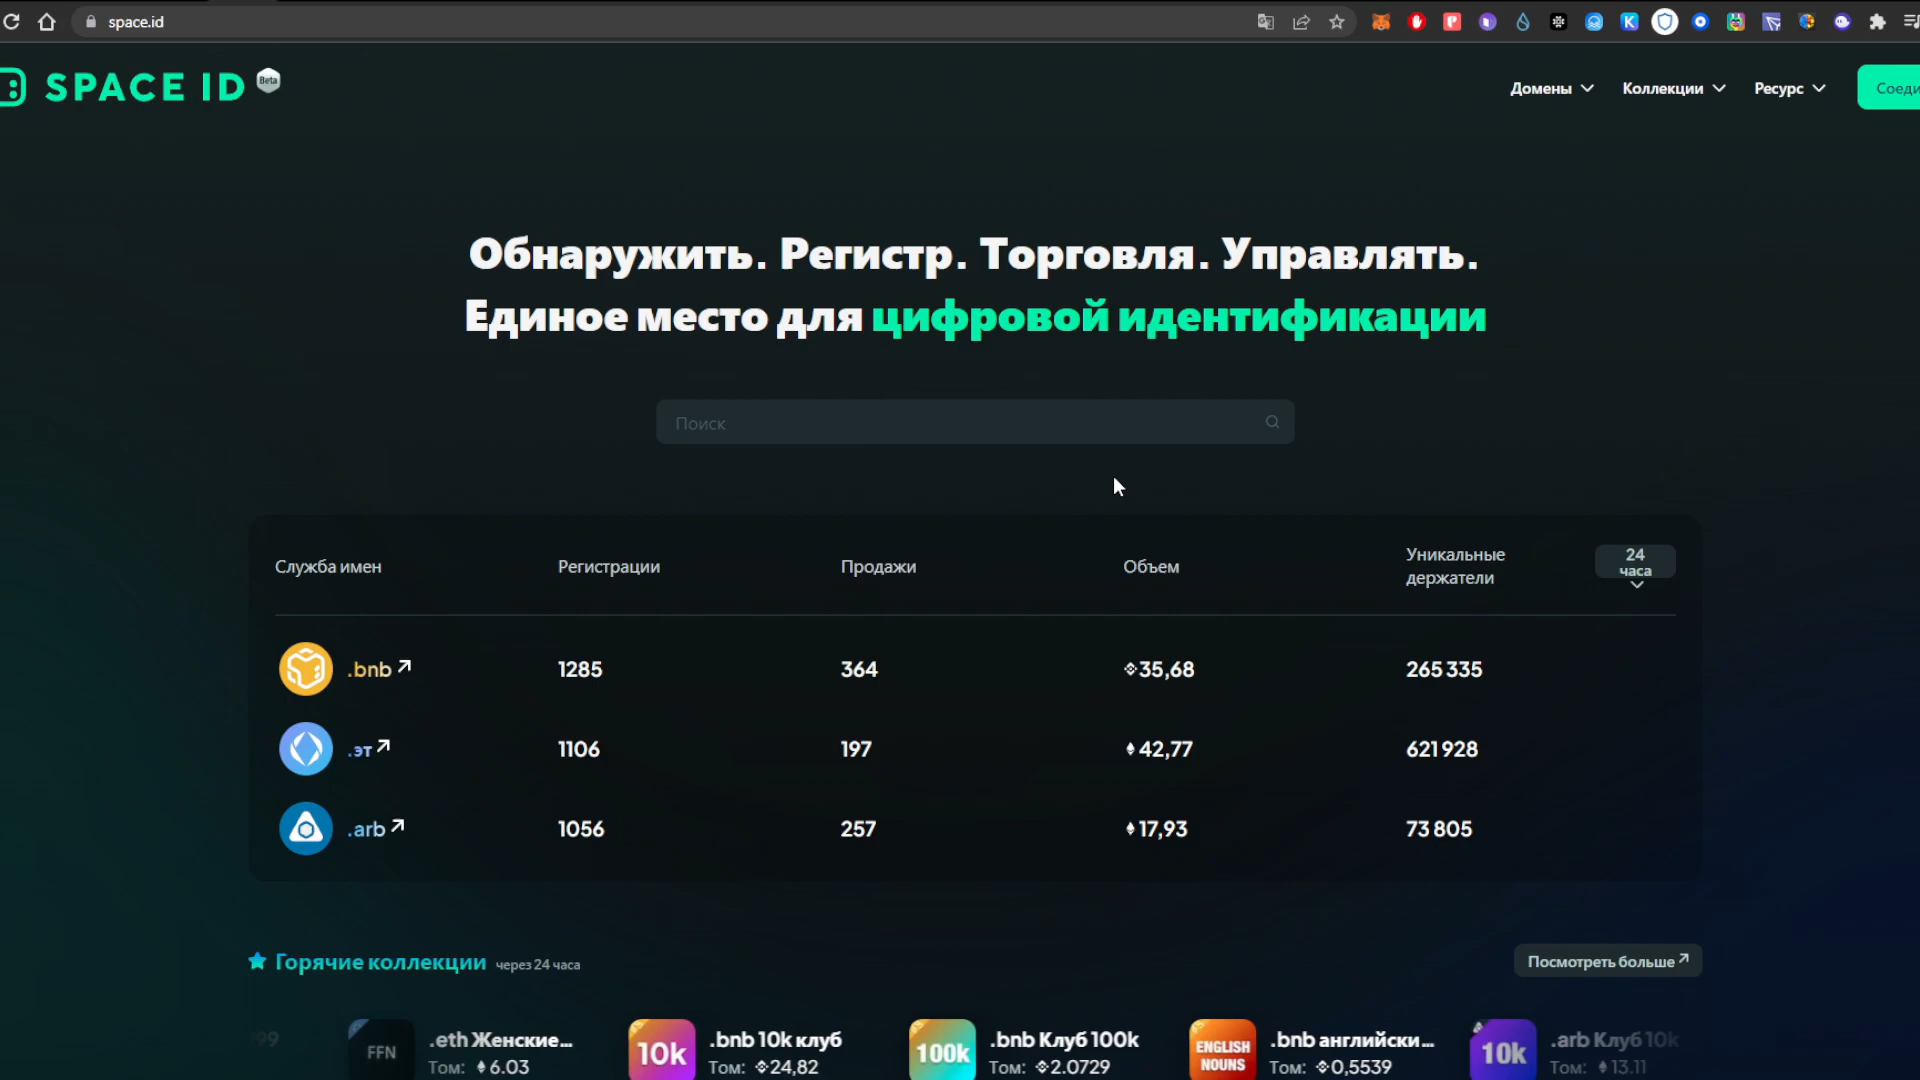 space.id
SPACE ID Beta
Домены
Коллекции
Ресурс
Соеди
Обнаружить. Регистр. Торговля. Управлять.
Единое место для цифровой идентификации
Поиск
Служба имен
Регистрации
Продажи
Объем
Уникальные
держатели
24
часа
.bnb 1285 364 35,68 265 335
.эт 1106 197 42,77 621 928
.arb 1056 257 17,93 73 805
Горячие коллекции через 24 часа
Посмотреть больше
FFN
.eth Женские...
Том: 6.03
10k
.bnb 10k клуб
Том: 24,82
100k
.bnb Клуб 100k
Том: 2.0729
ENGLISH
NOUNS
.bnb английски...
Том: 0,5539
10k
.arb Клуб 10k
Том: 13.11